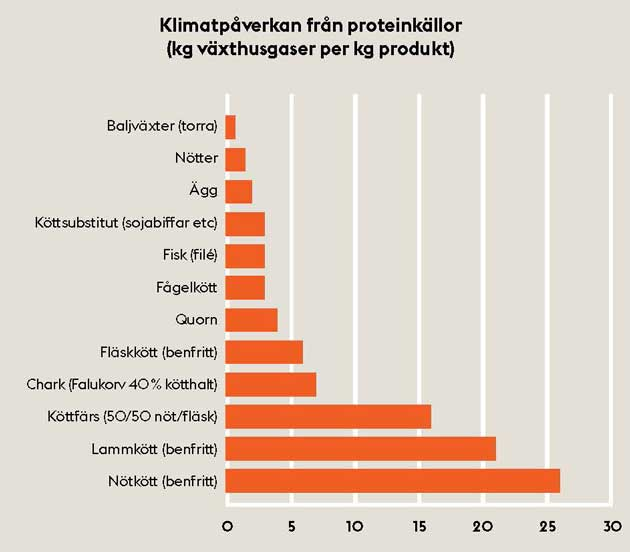 Klimatpåverkan från proteinkällor
(kg växthusgaser per kg produkt)
Baljväxter (torra)
Nötter
Ägg
Köttsubstitut (sojabiffar etc)
Fisk (filé)
Fågelkött
Quorn
Fläskkött (benfritt)
Chark (Falukorv 40% kötthalt)
Köttfärs (50/50 nöt/fläsk)
Lammkött (benfritt)
Nötkött (benfritt)
0 5 10 15 20 25 30